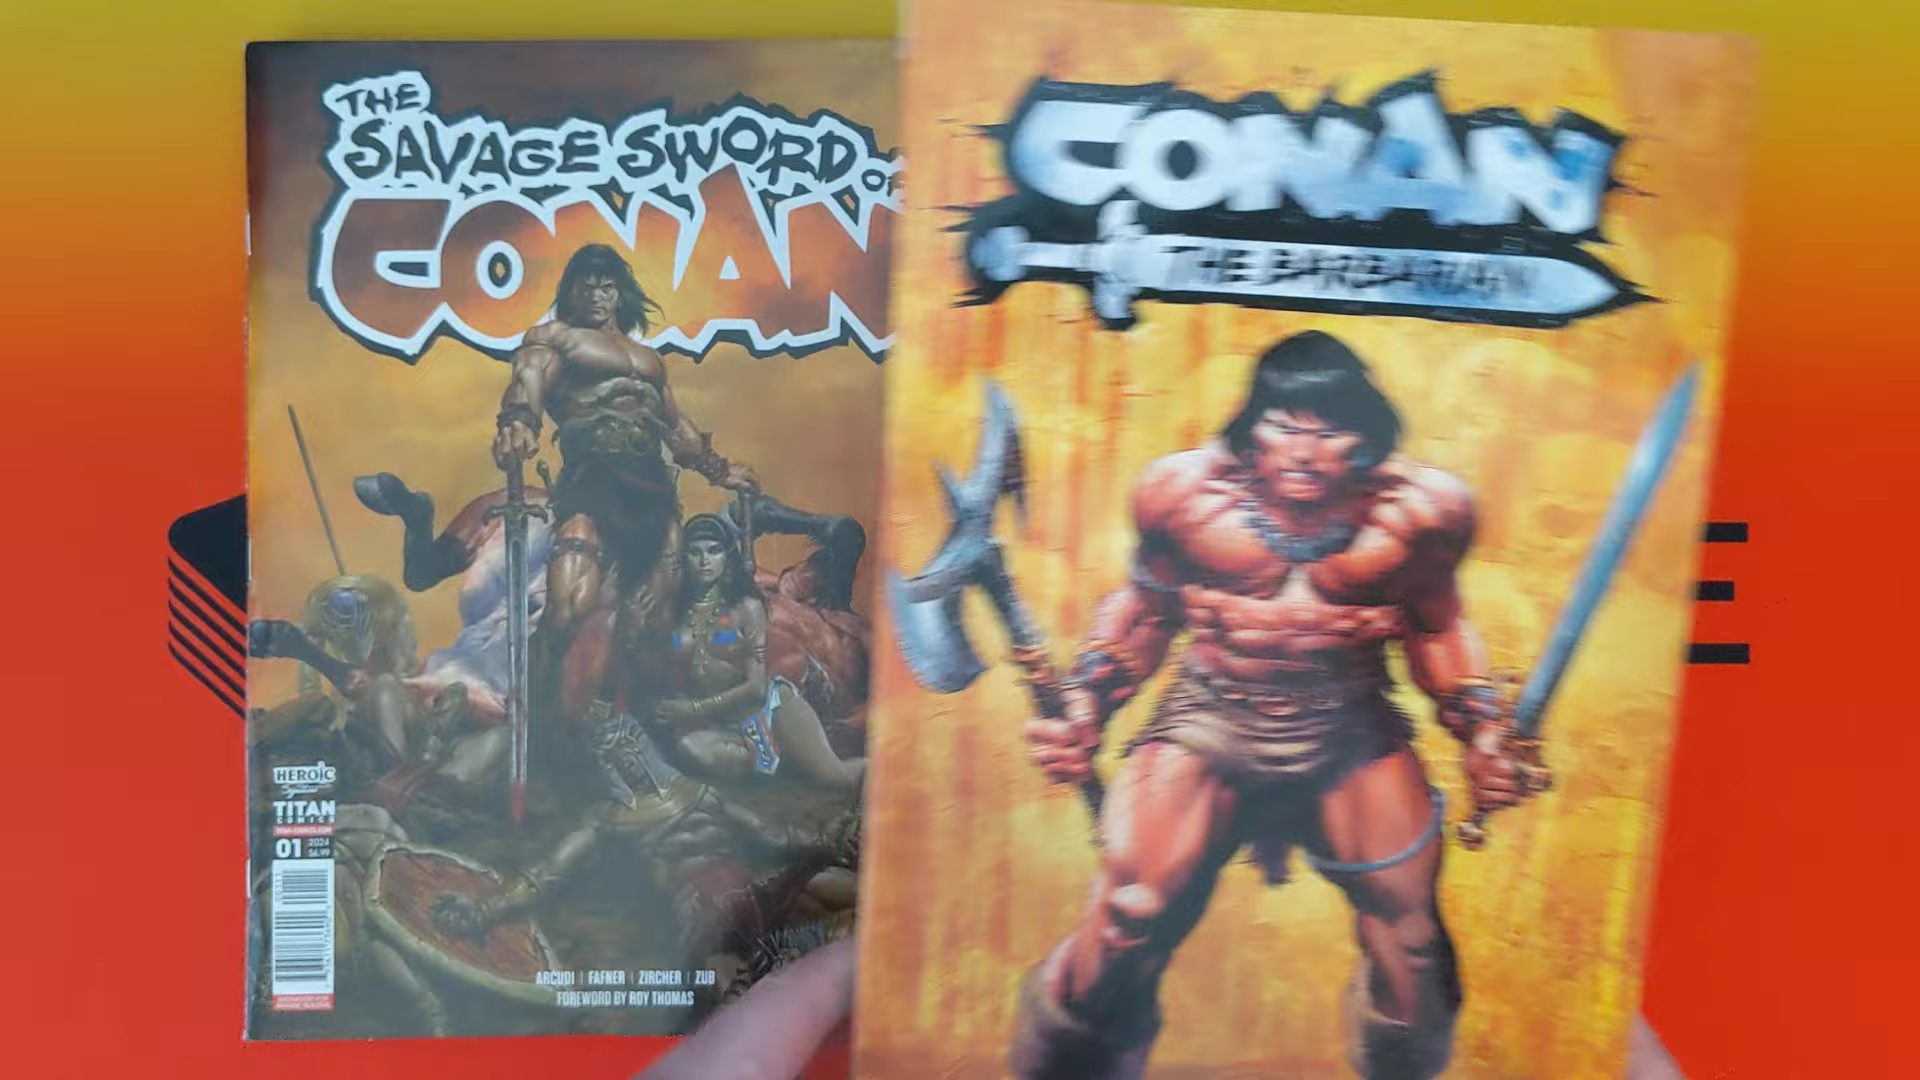 THE
SAVAGE SWORD OF
CONAN
HEROIC
Signatures
TITAN
COMICS
01
2024
$6.99
ARCUDI | FAFNER | ZIRCHER | ZUB
FOREWORD BY ROY THOMAS
CONAN
THE BARBARIAN
E